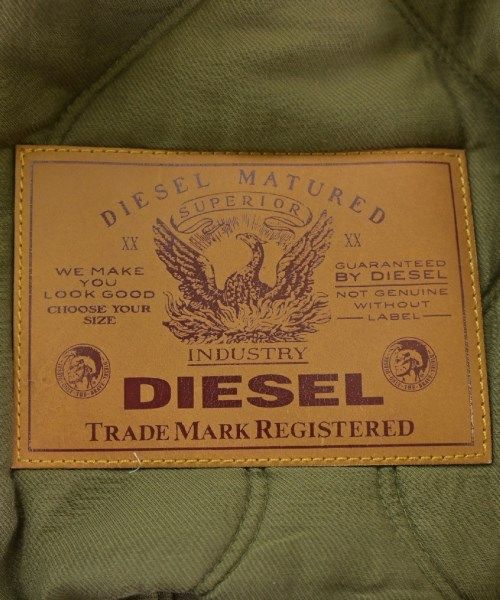 DIESEL MATURED
SUPERIOR
XX
XX
WE MAKE
YOU
LOOK GOOD
CHOOSE YOUR
SIZE
GUARANTEED
BY DIESEL
NOT GENUINE
WITHOUT
LABEL
INDUSTRY
DIESEL
TRADE MARK REGISTERED